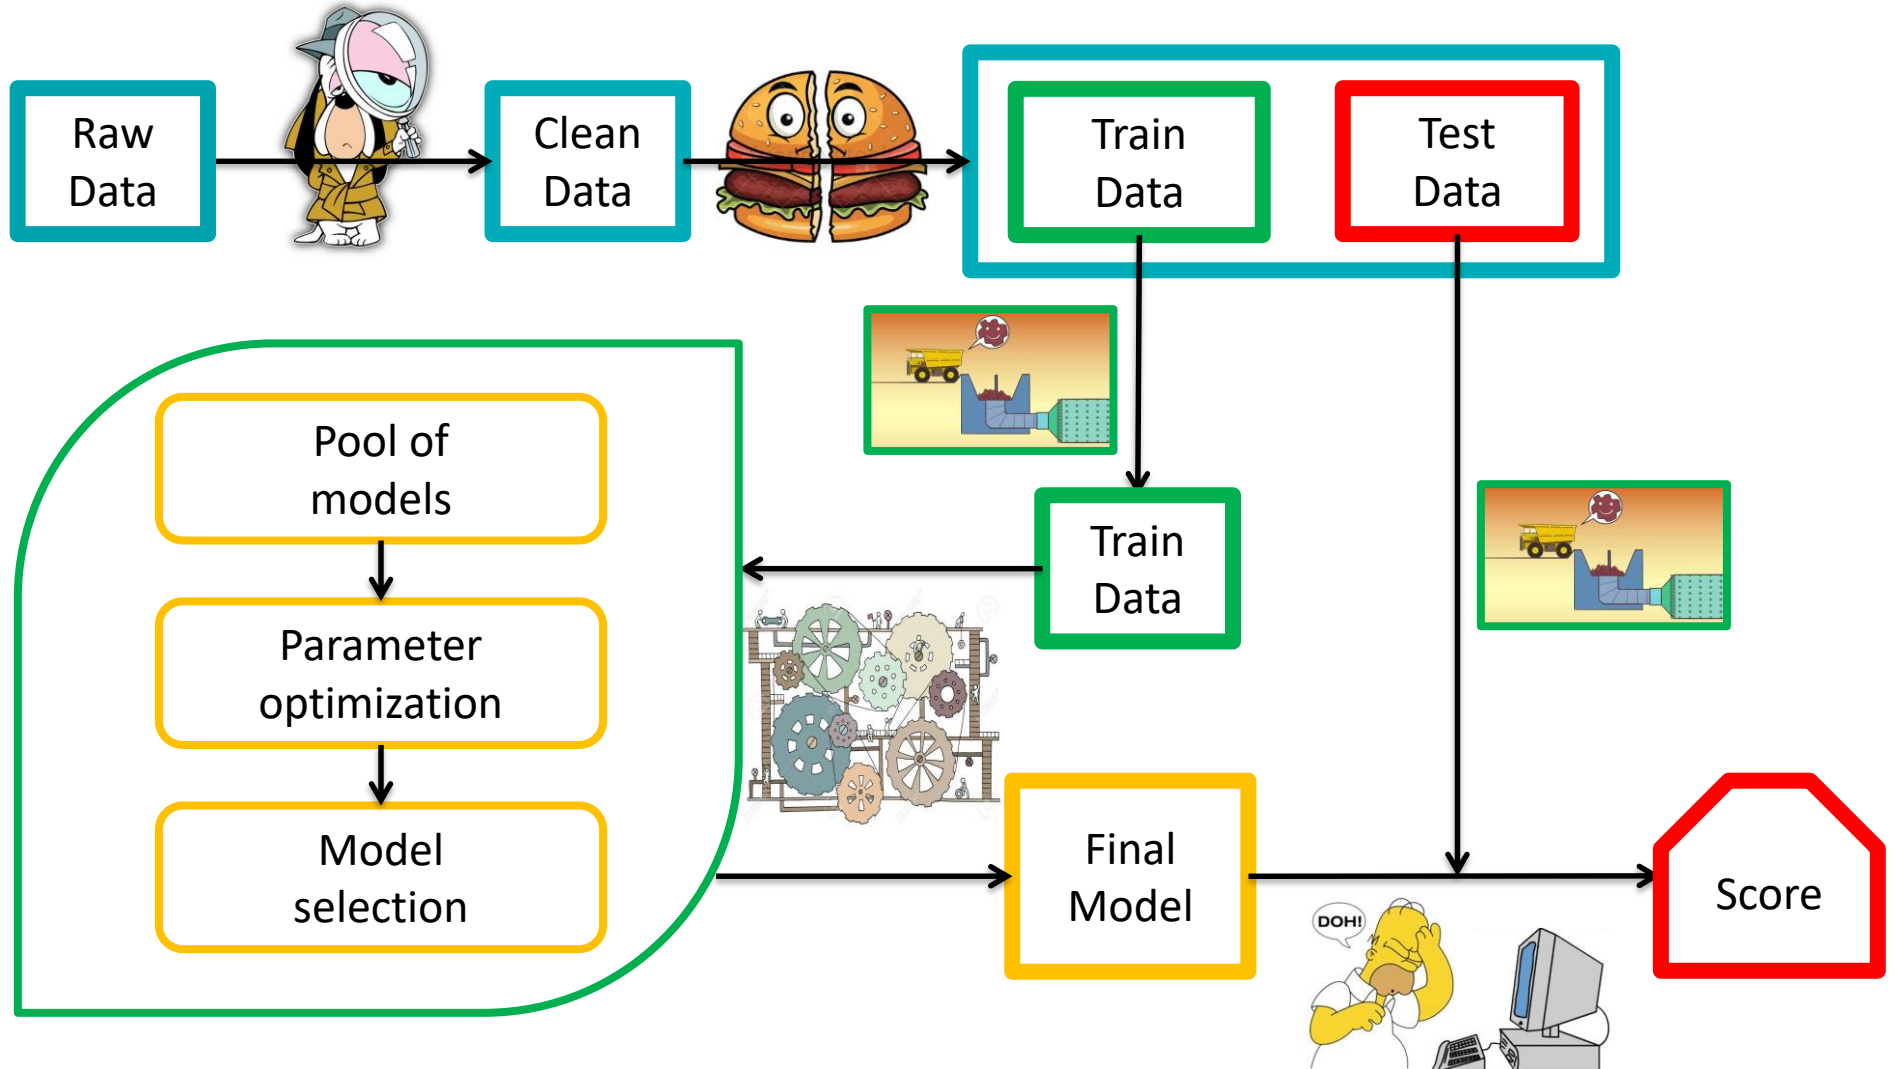 Raw
Data
Clean
Data
Train
Data
Test
Data
Pool of
models
Parameter
optimization
Model
selection
Train
Data
Final
Model
Score
DOH!